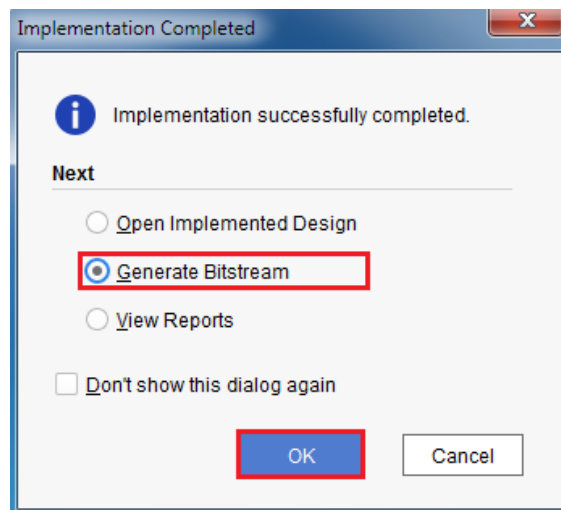 Implementation Completed
Implementation successfully completed.
Next
Open Implemented Design
Generate Bitstream
View Reports
Don't show this dialog again
OK Cancel